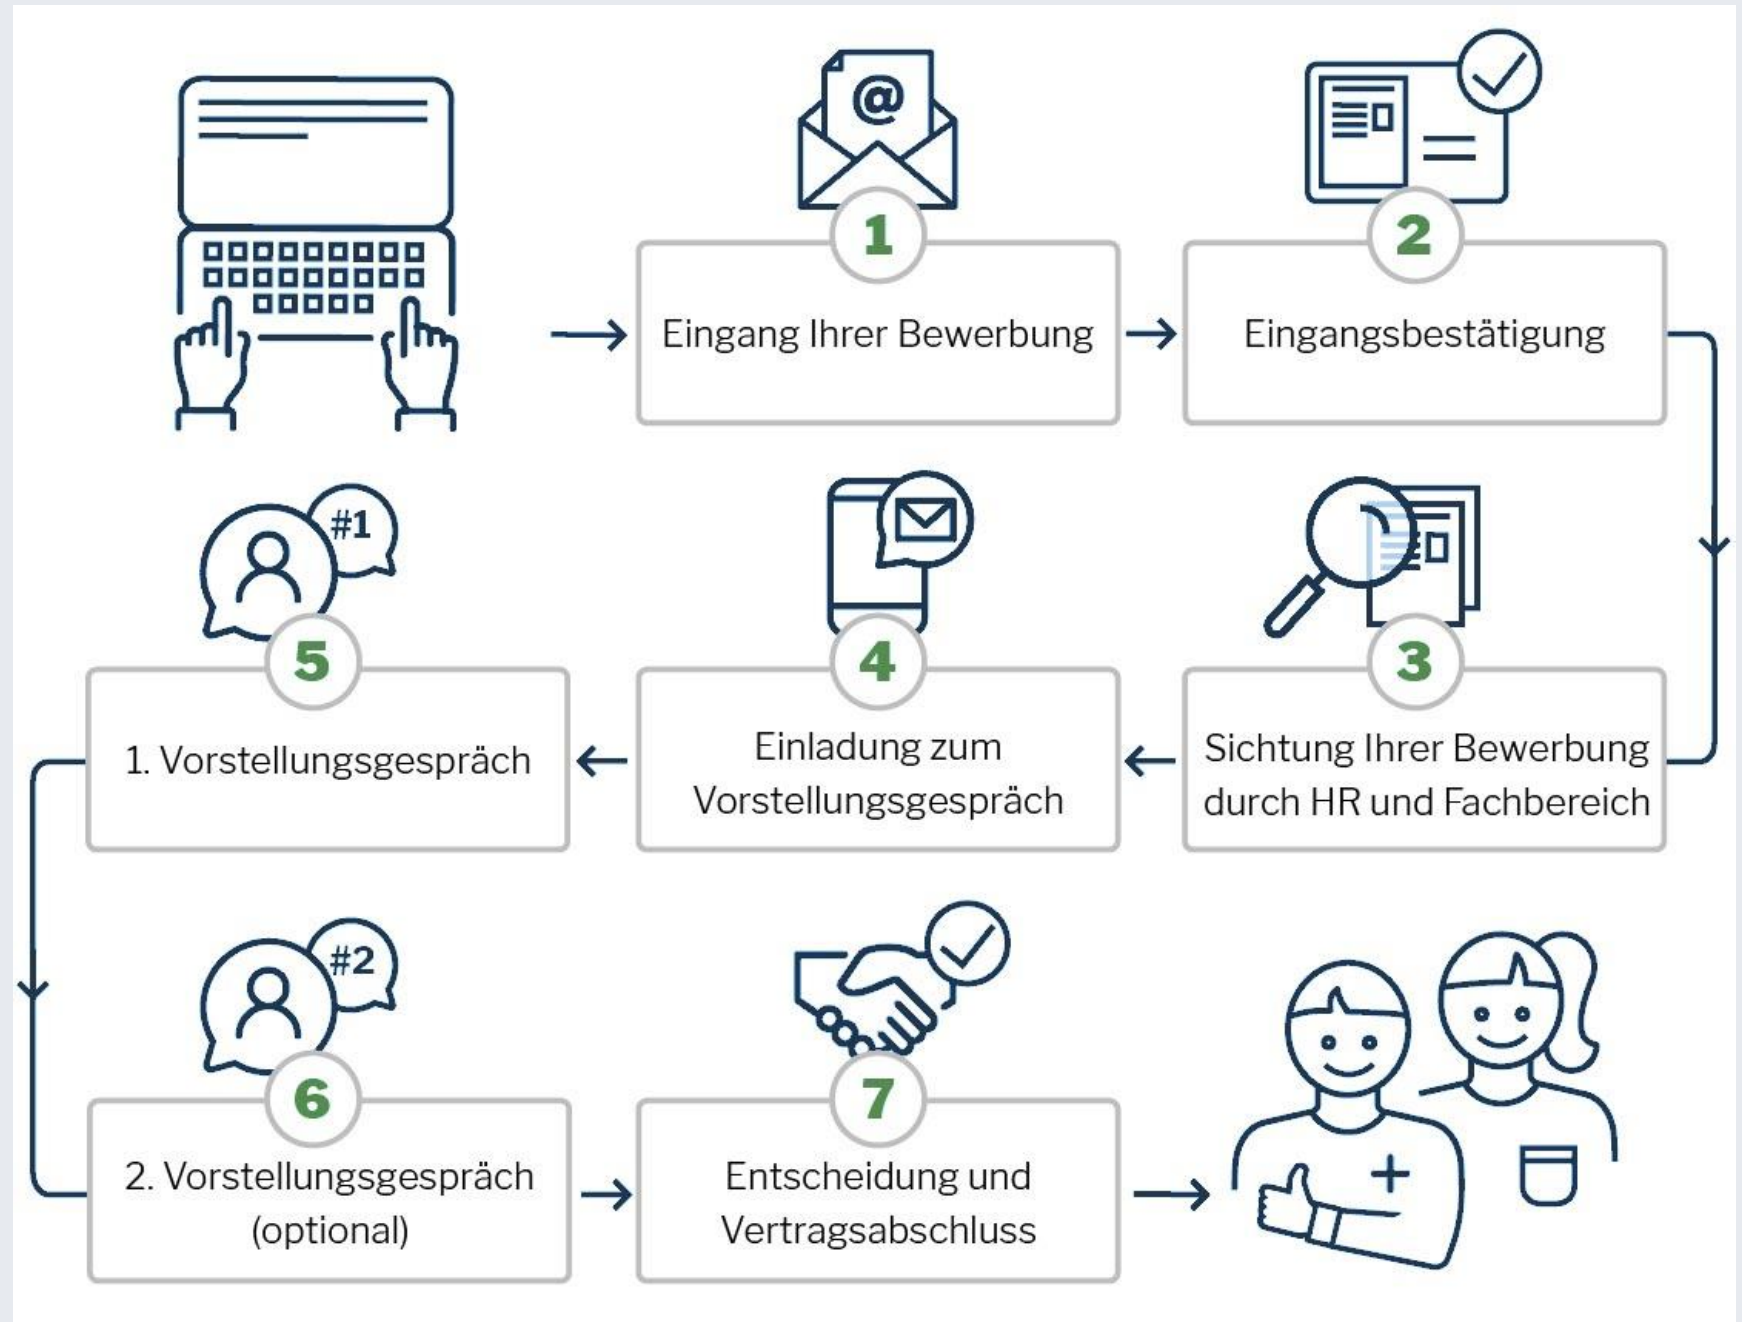 @
1
Eingang Ihrer Bewerbung
2
Eingangsbestätigung
3
Sichtung Ihrer Bewerbung
durch HR und Fachbereich
4
Einladung zum
Vorstellungsgespräch
#1
5
1. Vorstellungsgespräch
#2
6
2. Vorstellungsgespräch
(optional)
7
Entscheidung und
Vertragsabschluss